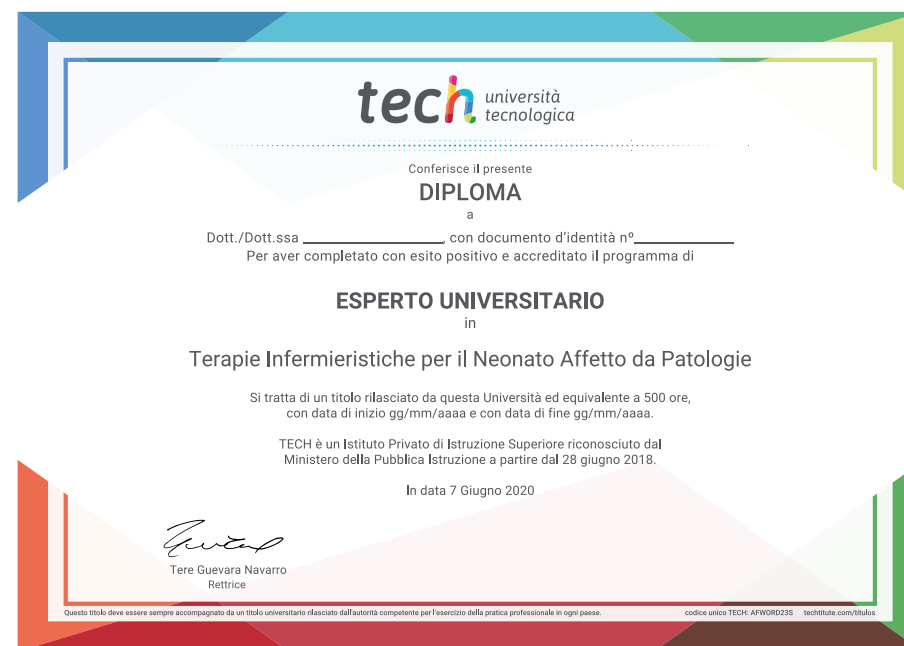 tech università
tecnologica
Conferisce il presente
DIPLOMA
a
Dott./Dott.ssa ____________________, con documento d'identità nº______________
Per aver completato con esito positivo e accreditato il programma di
ESPERTO UNIVERSITARIO
in
Terapie Infermieristiche per il Neonato Affetto da Patologie
Si tratta di un titolo rilasciato da questa Università ed equivalente a 500 ore,
con data di inizio gg/mm/aaaa e con data di fine gg/mm/aaaa.
TECH è un Istituto Privato di Istruzione Superiore riconosciuto dal
Ministero della Pubblica Istruzione a partire dal 28 giugno 2018.
In data 7 Giugno 2020
Tere Guevara Navarro
Rettrice
Questo titolo deve essere sempre accompagnato da un titolo universitario rilasciato dall'autorità competente per l'esercizio della pratica professionale in ogni paese. codice unico TECH: AFWORD23S techtitute.com/titulos